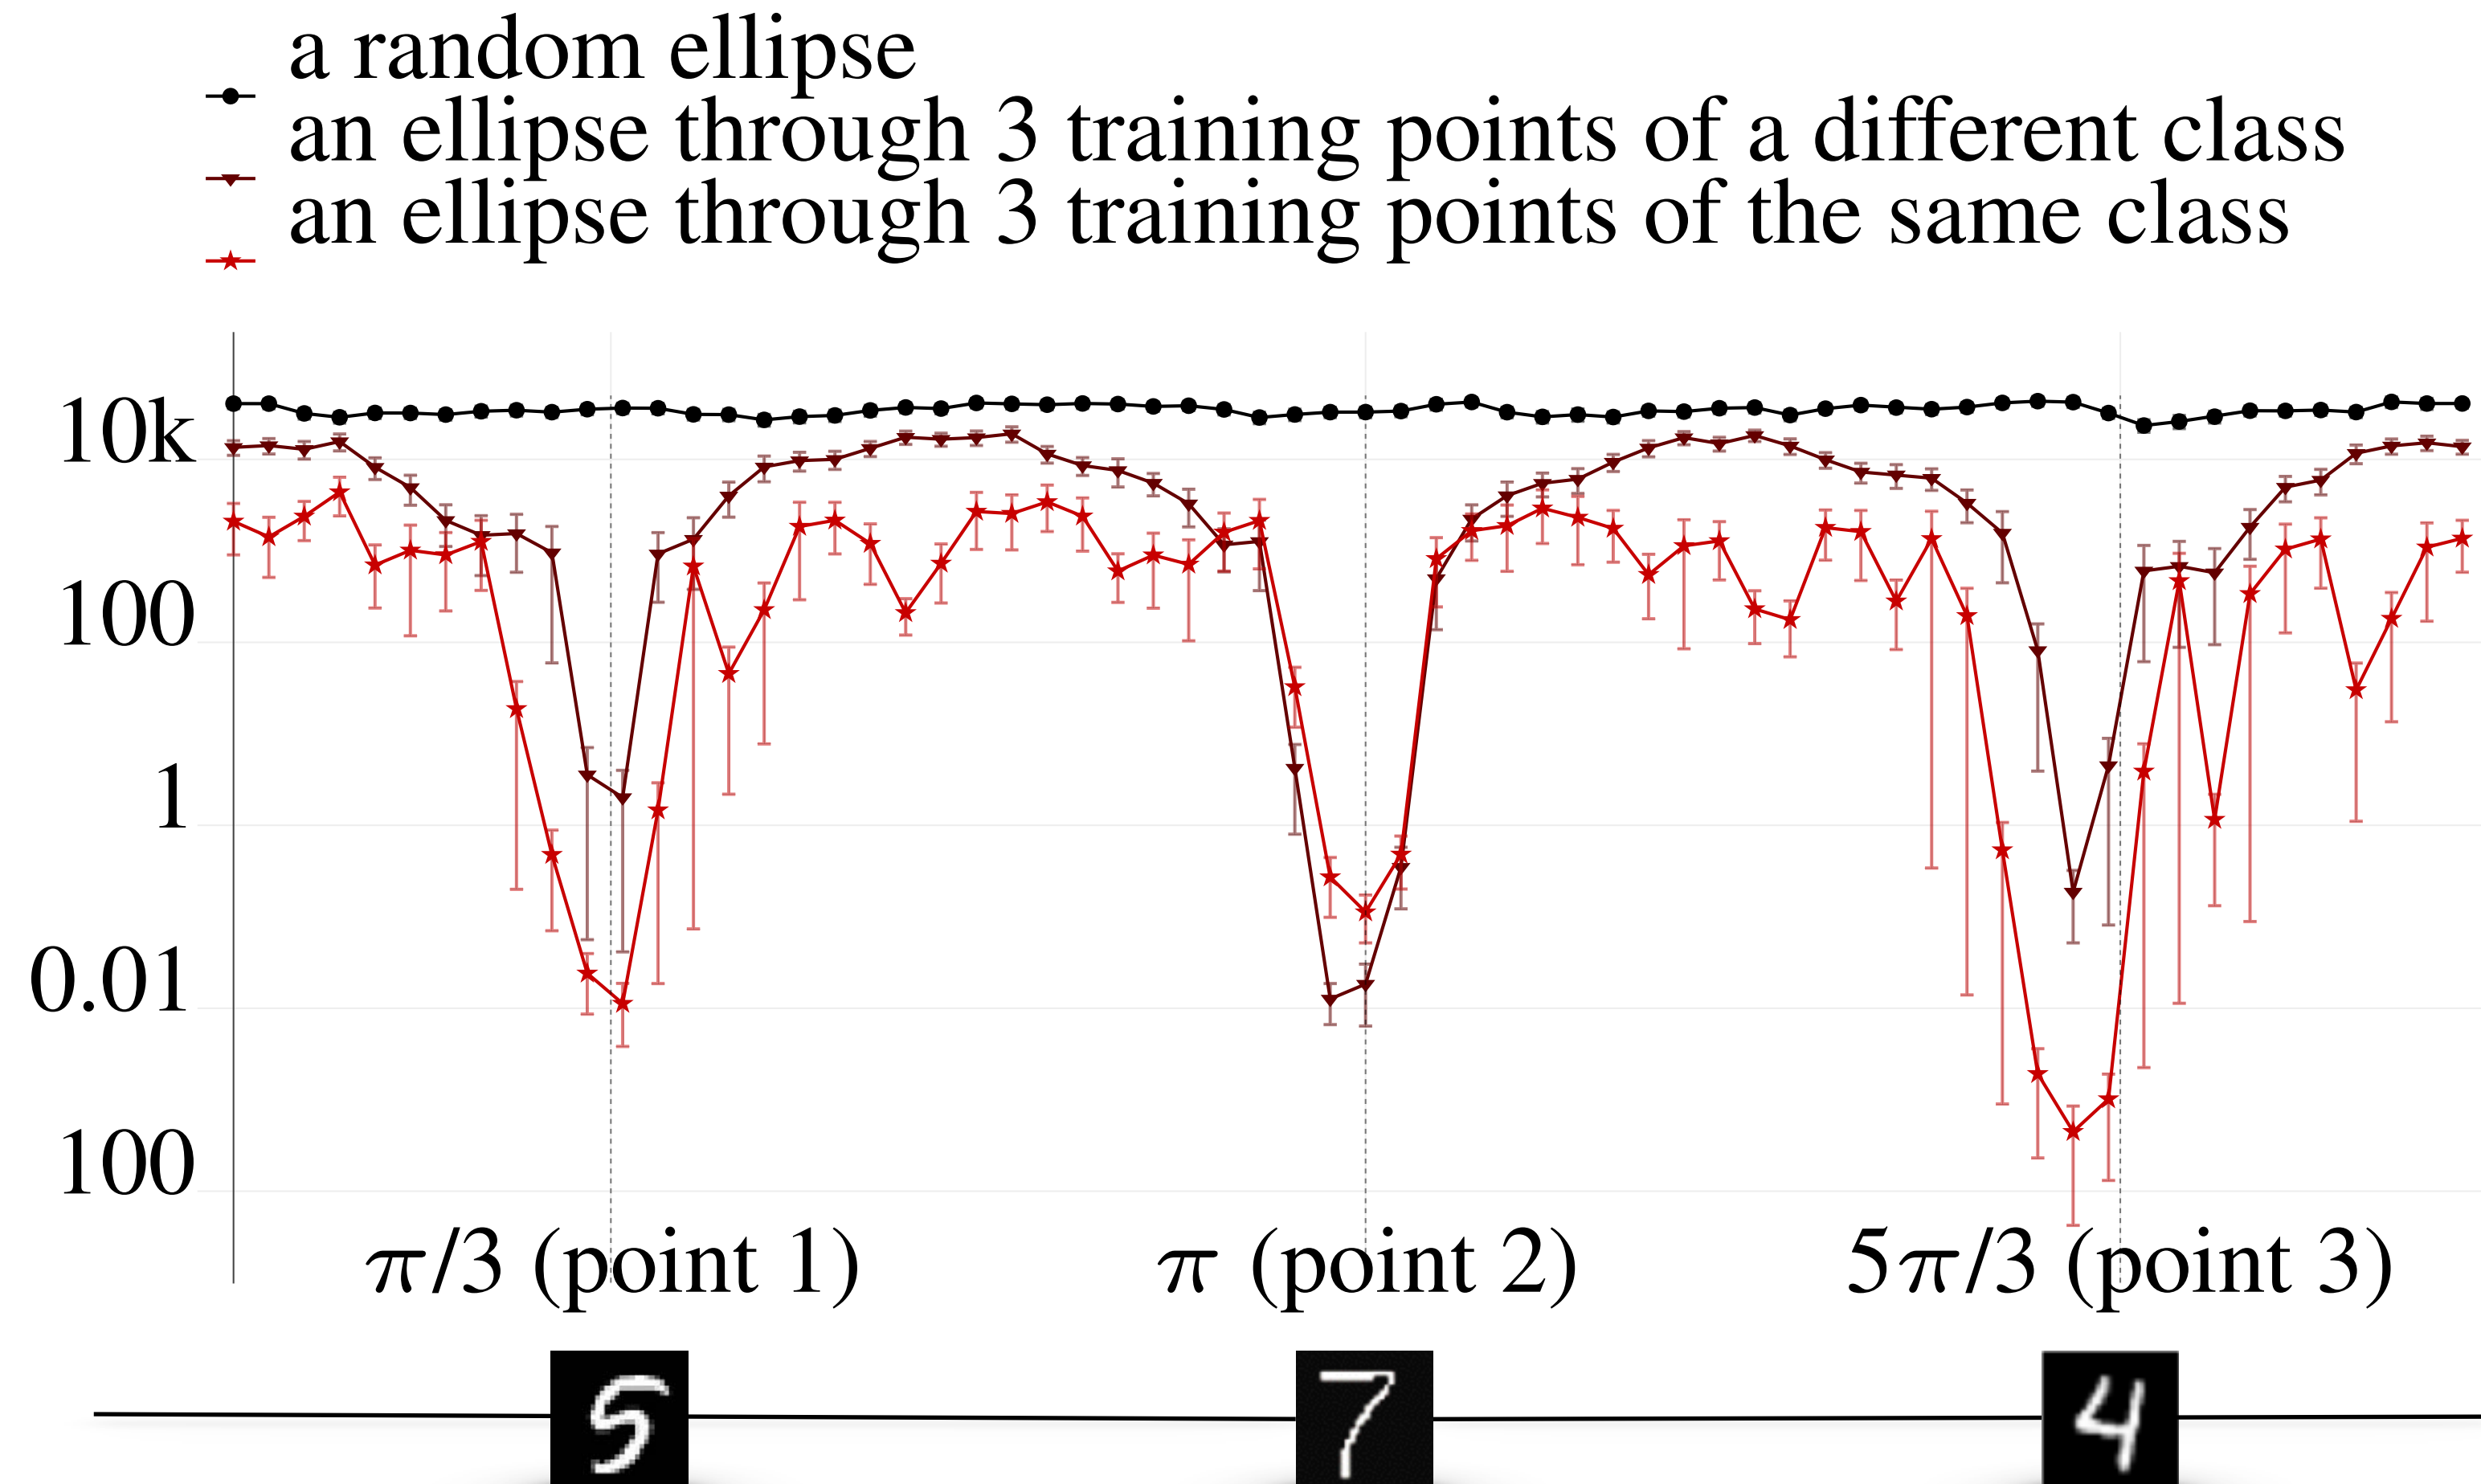 a random ellipse
an ellipse through 3 training points of a different class
an ellipse through 3 training points of the same class
10k
100
1
0.01
100
π/3 (point 1) π (point 2) 5π/3 (point 3)
5 7 4